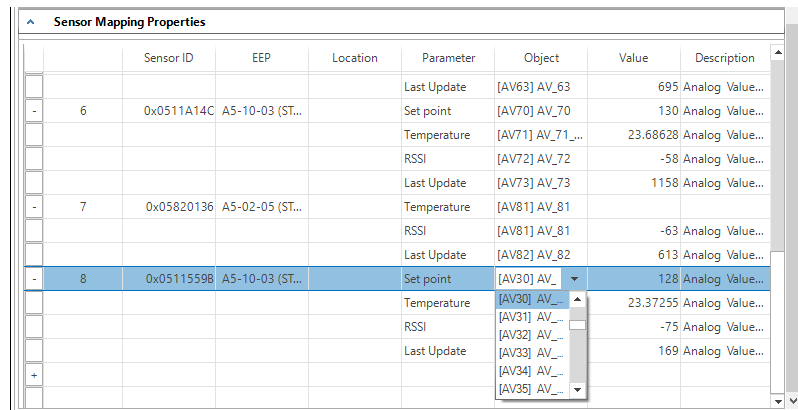 Sensor Mapping Properties
Sensor ID EEP Location Parameter Object Value Description
Last Update [AV63] AV_63 695 Analog Value...
- 6 0x0511A14C A5-10-03 (ST... Set point [AV70] AV_70 130 Analog Value...
Temperature [AV71] AV_71_... 23.68628 Analog Value...
RSSI [AV72] AV_72 -58 Analog Value...
Last Update [AV73] AV_73 1158 Analog Value...
- 7 0x05820136 A5-02-05 (ST... Temperature [AV81] AV_81
RSSI [AV81] AV_81 -63 Analog Value...
Last Update [AV82] AV_82 613 Analog Value...
- 8 0x0511559B A5-10-03 (ST... Set point [AV30] AV_ 128 Analog Value...
[AV30] AV_...
Temperature 23.37255 Analog Value...
[AV31] AV_...
RSSI [AV32] AV_... -75 Analog Value...
Last Update [AV33] AV_... 169 Analog Value...
[AV34] AV_...
+ [AV35] AV_...